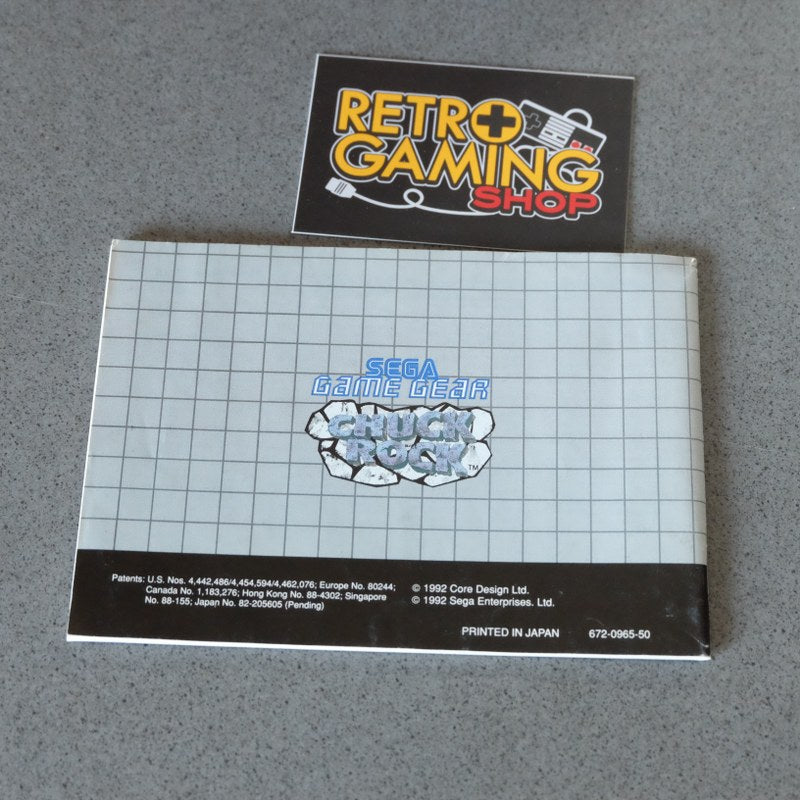 RETRO
GAMING
SHOP
SEGA
GAME GEAR
CHUCK
ROCK™
Patents: U.S. Nos. 4,442,486/4,454,594/4,462,076; Europe No. 80244;
Canada No. 1,183,276; Hong Kong No. 88-4302; Singapore
No. 88-155; Japan No. 82-205605 (Pending)
© 1992 Core Design Ltd.
© 1992 Sega Enterprises. Ltd.
PRINTED IN JAPAN 672-0965-50